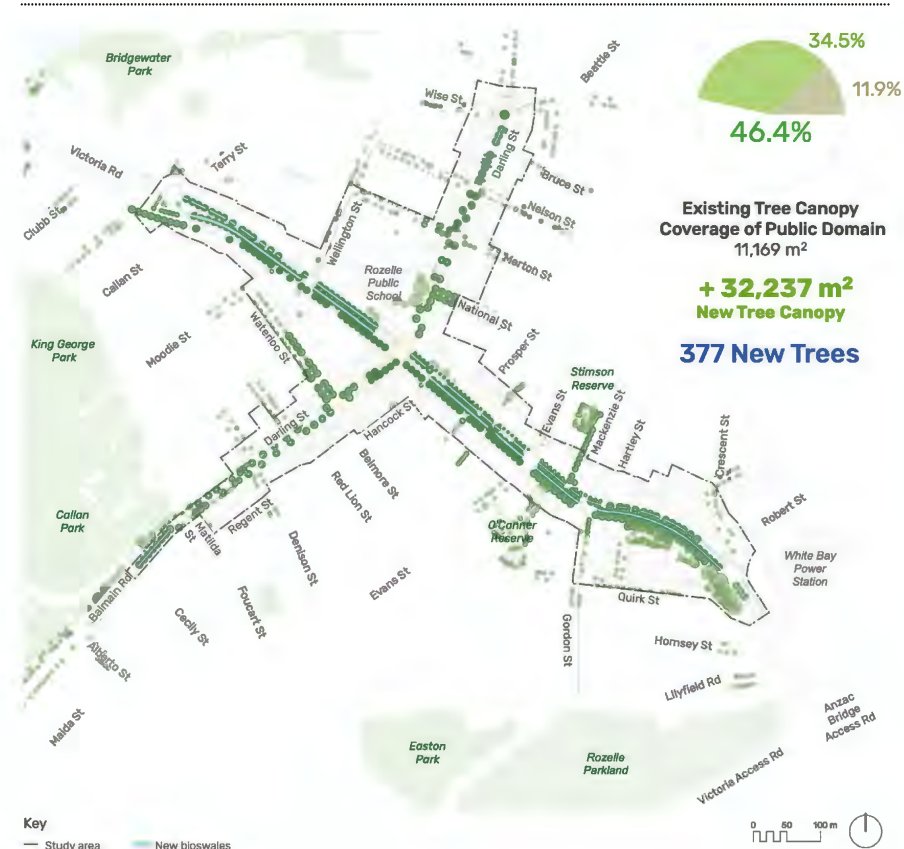 34.5%
11.9%
46.4%
Existing Tree Canopy
Coverage of Public Domain
11,169 m²
+ 32,237 m²
New Tree Canopy
377 New Trees
Bridgewater
Park
Beattie St
Wise St
Darling St
Victoria Rd
Terry St
Bruce St
Nelson St
Clubb St
Wellington St
Merton St
Callan St
Rozelle
Public
School
National St
Waterloo St
Moodie St
King George
Park
Prosper St
Stimson
Reserve
Evans St
Mackenzie St
Hartley St
Crescent St
Darling St
Hancock St
Belmore St
Red Lion St
Robert St
Callan
Park
Regent St
St
Matilda
O'Conner
Reserve
White Bay
Power
Station
Denison St
Evans St
Balmain Rd
Foucart St
Cecily St
Quirk St
Gordon St
Hornsey St
Alberto St
Lilyfield Rd
Maida St
Anzac
Bridge
Access Rd
Easton
Park
Rozelle
Parkland
Victoria Access Rd
Key
Study area
New bioswales
0 50 100 m